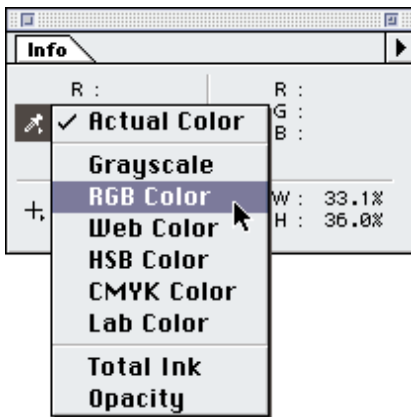 Info
R :
R :
G :
B :
✓ Actual Color
Grayscale
RGB Color
Web Color
HSB Color
CMYK Color
Lab Color
Total Ink
Opacity
W : 33.1%
H : 36.0%